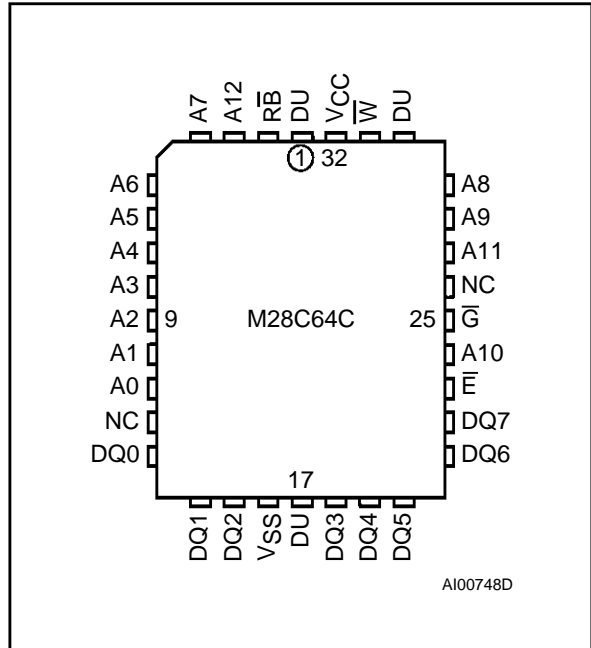 A7 A12 R̅B̅ DU VCC W̅ DU
1 32
A6 A8
A5 A9
A4 A11
A3 NC
A2 9 M28C64C 25 G̅
A1 A10
A0 E̅
NC DQ7
DQ0 DQ6
17
DQ1 DQ2 VSS DU DQ3 DQ4 DQ5
AI00748D